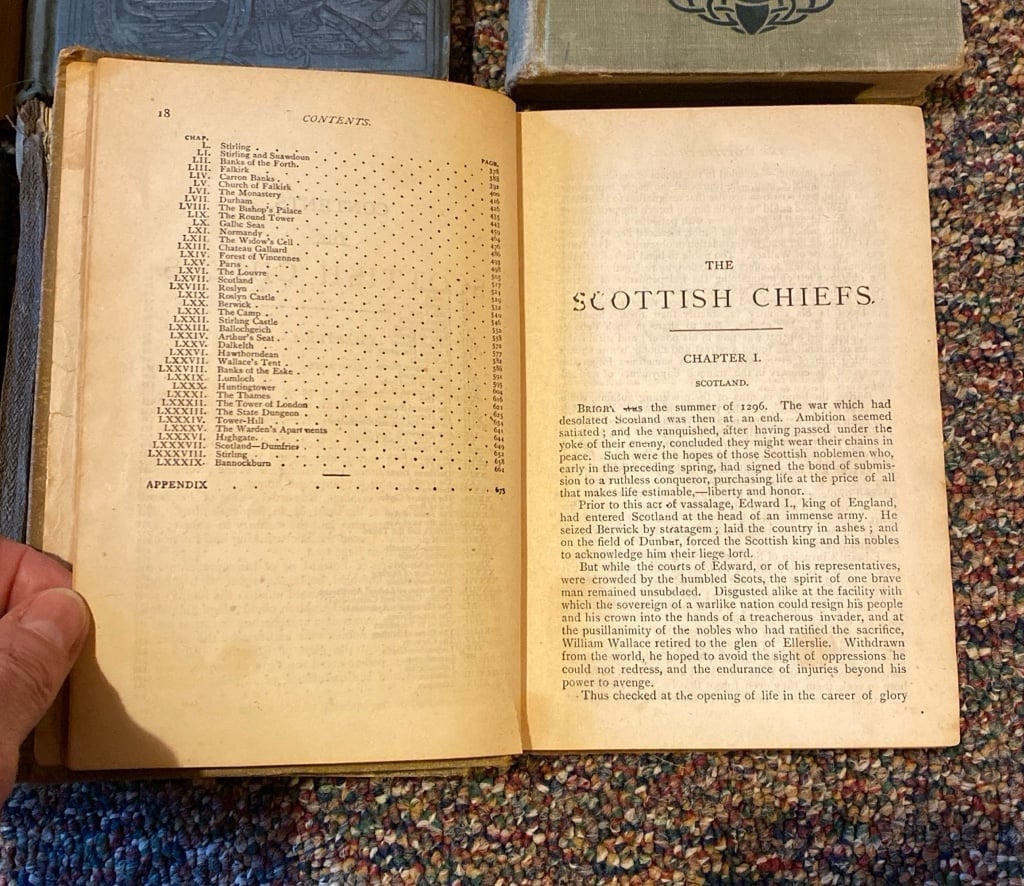 18 CONTENTS.
CHAP. PAGE.
L. Stirling
LI. Stirling and Snawdoun
LII. Banks of the Forth.
LIII. Falkirk
LIV. Carron Banks
LV. Church of Falkirk
LVI. The Monastery
LVII. Durham
LVIII. The Bishop's Palace
LIX. The Round Tower
LX. Gallic Seas
LXI. Normandy
LXII. The Widow's Cell
LXIII. Chateau Galliard
LXIV. Forest of Vincennes
LXV. Paris
LXVI. The Louvre
LXVII. Scotland
LXVIII. Roslyn
LXIX. Roslyn Castle
LXX. Berwick
LXXI. The Camp
LXXII. Stirling Castle
LXXIII. Ballochgeich
LXXIV. Arthur's Seat
LXXV. Dalkeith
LXXVI. Hawthorndean
LXXVII. Wallace's Tent
LXXVIII. Banks of the Eske
LXXIX. Lumloch
LXXX. Huntingtower
LXXXI. The Thames
LXXXII. The Tower of London
LXXXIII. The State Dungeon
LXXXIV. Tower-Hill
LXXXV. The Warden's Apartments
LXXXVI. Highgate.
LXXXVII. Scotland—Dumfries
LXXXVIII. Stirling
LXXXIX. Bannockburn
APPENDIX
THE
SCOTTISH CHIEFS.
CHAPTER I.
SCOTLAND.
BRIGHT was the summer of 1296. The war which had
desolated Scotland was then at an end. Ambition seemed
satiated; and the vanquished, after having passed under the
yoke of their enemy, concluded they might wear their chains in
peace. Such were the hopes of those Scottish noblemen who,
early in the preceding spring, had signed the bond of submis-
sion to a ruthless conqueror, purchasing life at the price of all
that makes life estimable,—liberty and honor.
Prior to this act of vassalage, Edward I., king of England,
had entered Scotland at the head of an immense army. He
seized Berwick by stratagem; laid the country in ashes; and
on the field of Dunbar, forced the Scottish king and his nobles
to acknowledge him their liege lord.
But while the courts of Edward, or of his representatives,
were crowded by the humbled Scots, the spirit of one brave
man remained unsubdued. Disgusted alike at the facility with
which the sovereign of a warlike nation could resign his people
and his crown into the hands of a treacherous invader, and at
the pusillanimity of the nobles who had ratified the sacrifice,
William Wallace retired to the glen of Ellerslie. Withdrawn
from the world, he hoped to avoid the sight of oppressions he
could not redress, and the endurance of injuries beyond his
power to avenge.
Thus checked at the opening of life in the career of glory